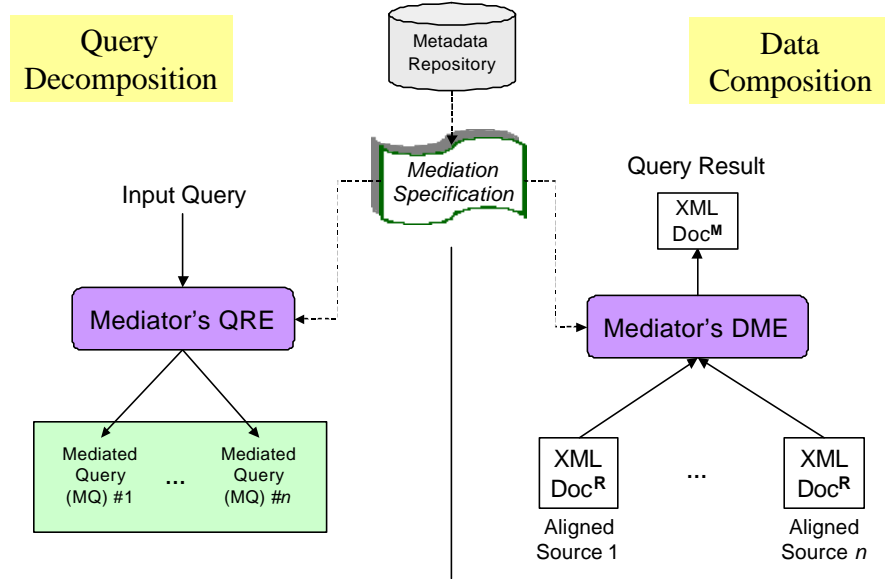 Query
Decomposition
Metadata
Repository
Data
Composition
Mediation
Specification
Input Query
Query Result
XML
Docᴹ
Mediator's QRE
Mediator's DME
Mediated
Query
(MQ) #1
...
Mediated
Query
(MQ) #n
XML
Docᴿ
...
XML
Docᴿ
Aligned
Source 1
Aligned
Source n